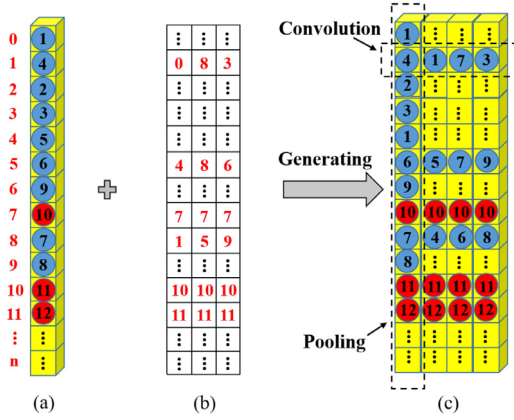 0 1
1 4
2 2
3 3
4 5
5 6
6 9
7 10
8 7
9 8
10 11
11 12
⋮ ⋮
n ⋮
(a)
⋮ ⋮ ⋮
0 8 3
⋮ ⋮ ⋮
⋮ ⋮ ⋮
⋮ ⋮ ⋮
4 8 6
⋮ ⋮ ⋮
7 7 7
1 5 9
⋮ ⋮ ⋮
10 10 10
11 11 11
⋮ ⋮ ⋮
⋮ ⋮ ⋮
(b)
Convolution
Generating
Pooling
1 ⋮ ⋮ ⋮
4 1 7 3
2 ⋮ ⋮ ⋮
3 ⋮ ⋮ ⋮
1 ⋮ ⋮ ⋮
6 5 7 9
9 ⋮ ⋮ ⋮
10 10 10 10
7 4 6 8
8 ⋮ ⋮ ⋮
11 11 11 11
12 12 12 12
⋮ ⋮ ⋮ ⋮
⋮ ⋮ ⋮ ⋮
(c)